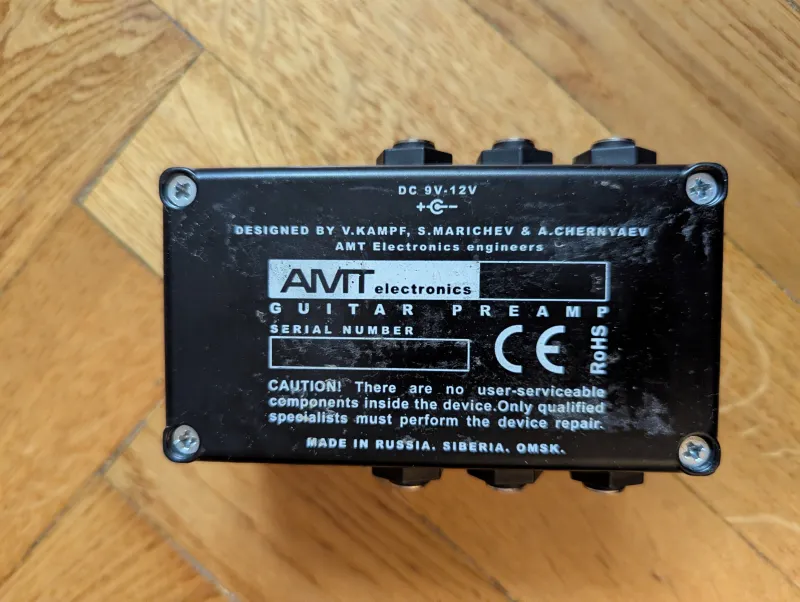 DC 9V-12V
+ -
DESIGNED BY V.KAMPF, S.MARICHEV & A.CHERNYAEV
AMT Electronics engineers
AMT electronics
GUITAR PREAMP
SERIAL NUMBER
CE
RoHS
CAUTION! There are no user-serviceable
components inside the device.Only qualified
specialists must perform the device repair.
MADE IN RUSSIA. SIBERIA. OMSK.